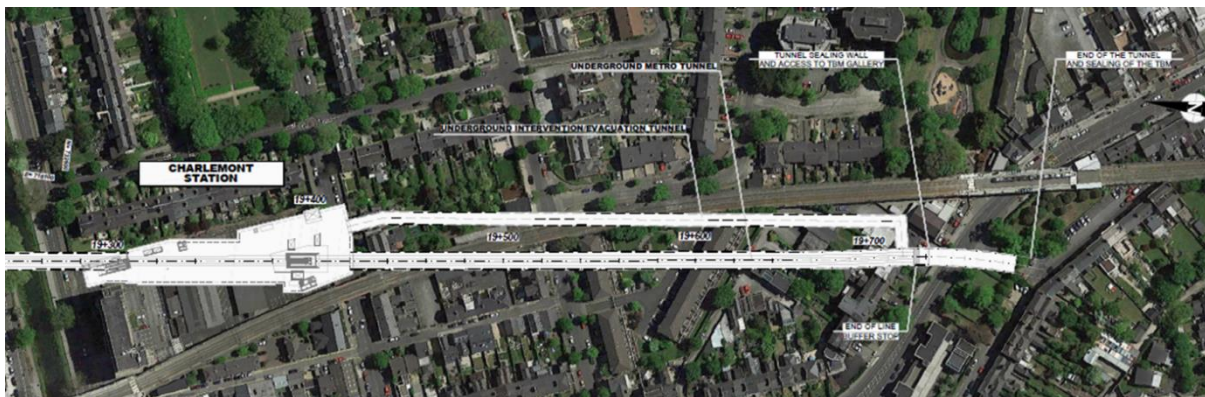 TUNNEL SEALING WALL
AND ACCESS TO TBM GALLERY
END OF THE TUNNEL
AND SEALING OF THE TBM
UNDERGROUND METRO TUNNEL
UNDERGROUND INTERVENTION EVACUATION TUNNEL
CHARLEMONT
STATION
19+300
19+400
19+500
19+600
19+700
END OF LINE
BUFFER STOP
N